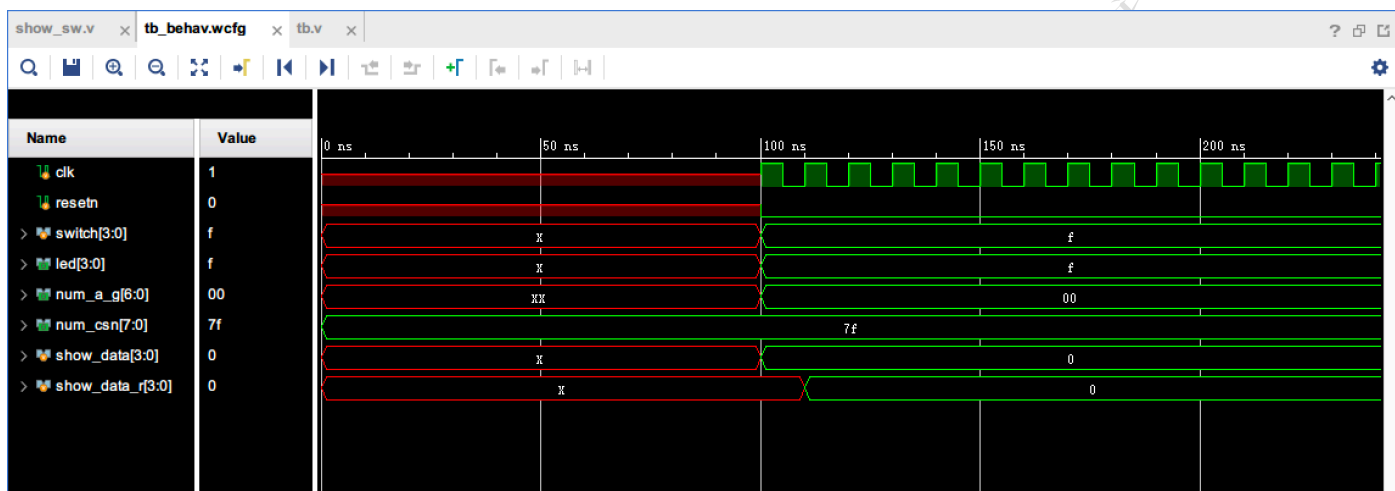 show_sw.v × tb_behav.wcfg × tb.v × ?
Name Value
0 ns 50 ns 100 ns 150 ns 200 ns
clk 1
resetn 0
> switch[3:0] f X f
> led[3:0] f X f
> num_a_g[6:0] 00 XX 00
> num_csn[7:0] 7f 7f
> show_data[3:0] 0 X 0
> show_data_r[3:0] 0 X 0